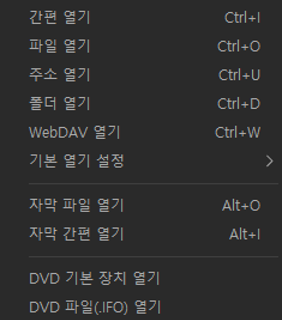 간편 열기 Ctrl+I
파일 열기 Ctrl+O
주소 열기 Ctrl+U
폴더 열기 Ctrl+D
WebDAV 열기 Ctrl+W
기본 열기 설정
자막 파일 열기 Alt+O
자막 간편 열기 Alt+I
DVD 기본 장치 열기
DVD 파일(.IFO) 열기